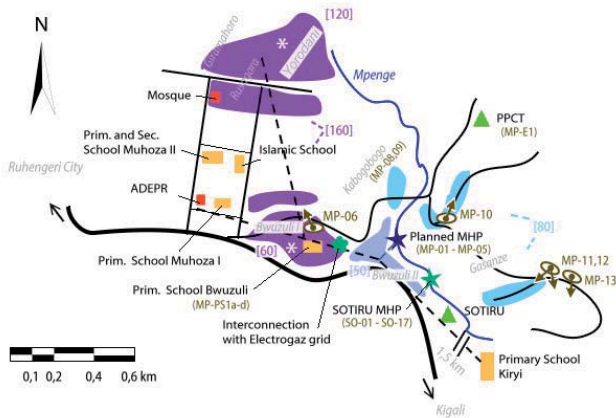 [120]
N
Gitumpahoro
*
Yorodani
Ruhingara
Mpenge
Mosque
[160]
PPCT
(MP-E1)
Prim. and Sec.
School Muhoza II
Islamic School
Kabogobogo
(MP-08,09)
Ruhengeri City
ADEPR
MP-06
MP-10
[80]
Bwuzuli I
Planned MHP
(MP-01 - MP-05)
Gasanze
MP-11,12
Prim. School Muhoza I
[60]
*
[50]
Bwuzuli II
MP-13
Prim. School Bwuzuli
(MP-PS1a-d)
SOTIRU MHP
(SO-01 - SO-17)
SOTIRU
Interconnection
with Electrogaz grid
1,5 km
Primary School
Kiryi
0,1 0,2 0,4 0,6 km
Kigali